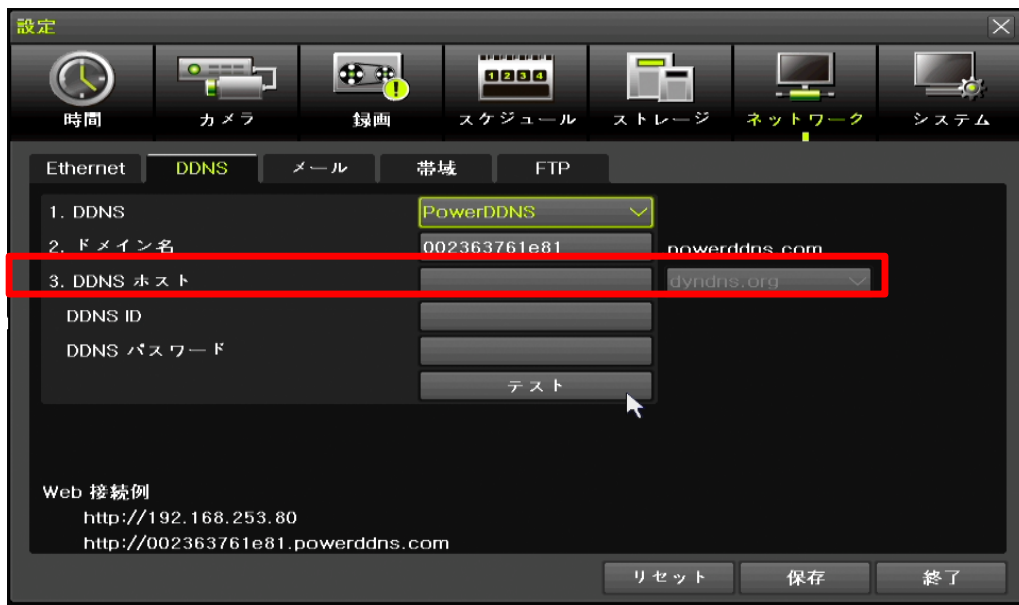 設定
時間 カメラ 録画 1234 スケジュール ストレージ ネットワーク システム
Ethernet DDNS メール 帯域 FTP
1. DDNS PowerDDNS
2. ドメイン名 002363761e81 powerddns.com
3. DDNS ホスト dyndns.org
DDNS ID
DDNS パスワード
テスト
Web 接続例
http://192.168.253.80
http://002363761e81.powerddns.com
リセット 保存 終了